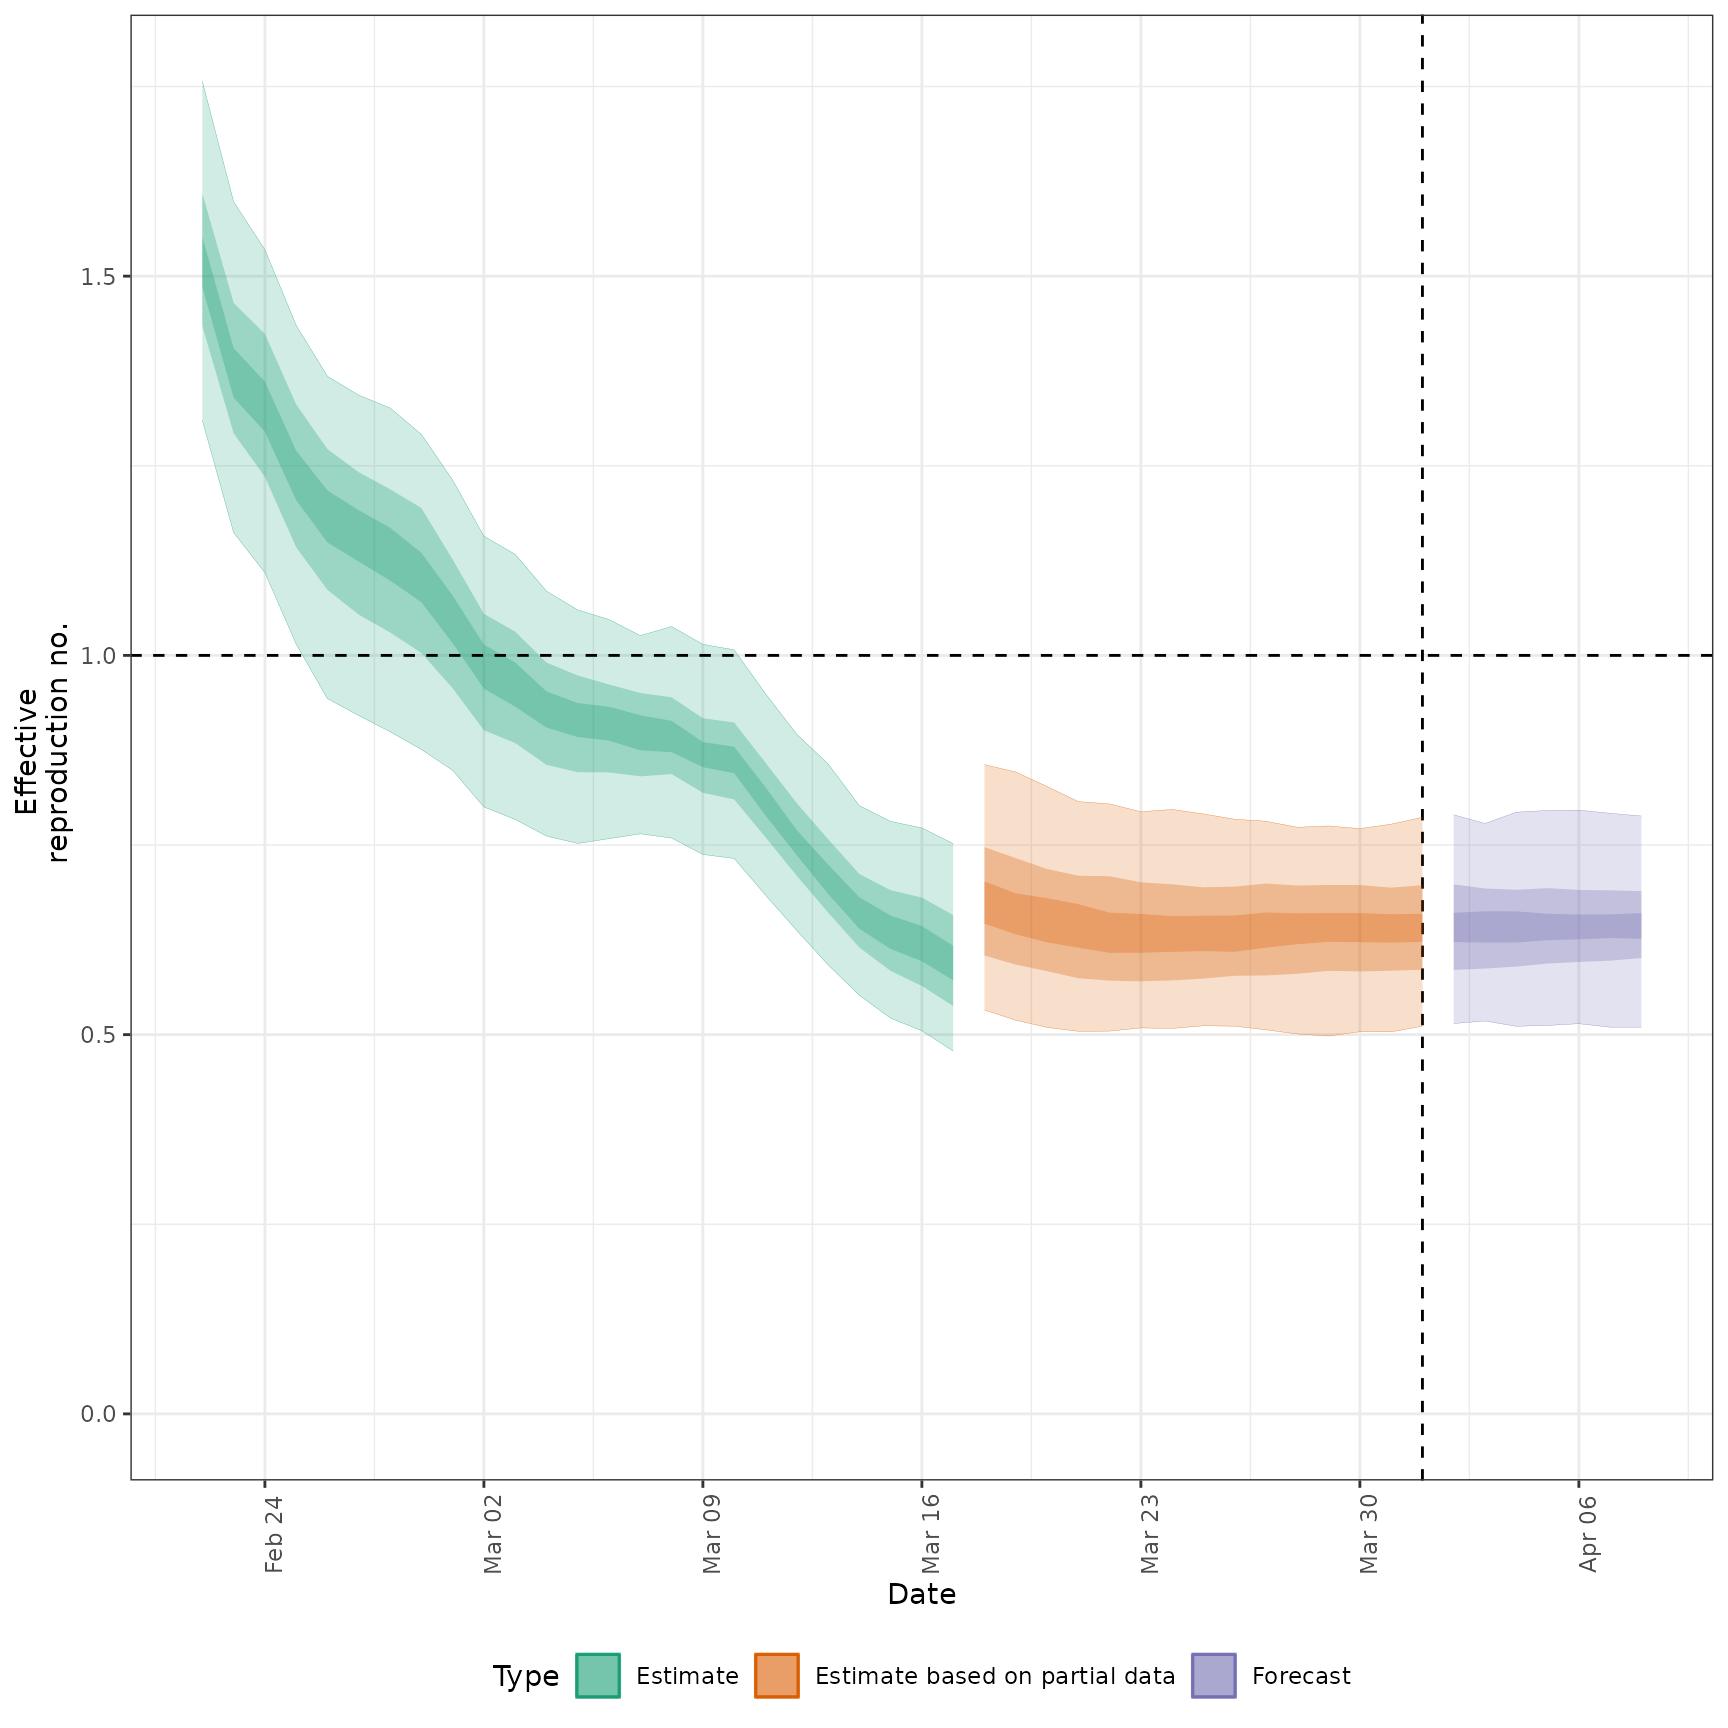 Effective
reproduction no.
1.5
1.0
0.5
0.0
Feb 24
Mar 02
Mar 09
Mar 16
Mar 23
Mar 30
Apr 06
Date
Type Estimate Estimate based on partial data Forecast